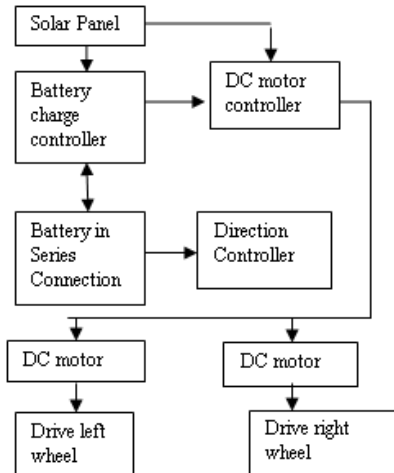 Solar Panel
Battery
charge
controller
DC motor
controller
Battery in
Series
Connection
Direction
Controller
DC motor
DC motor
Drive left
wheel
Drive right
wheel